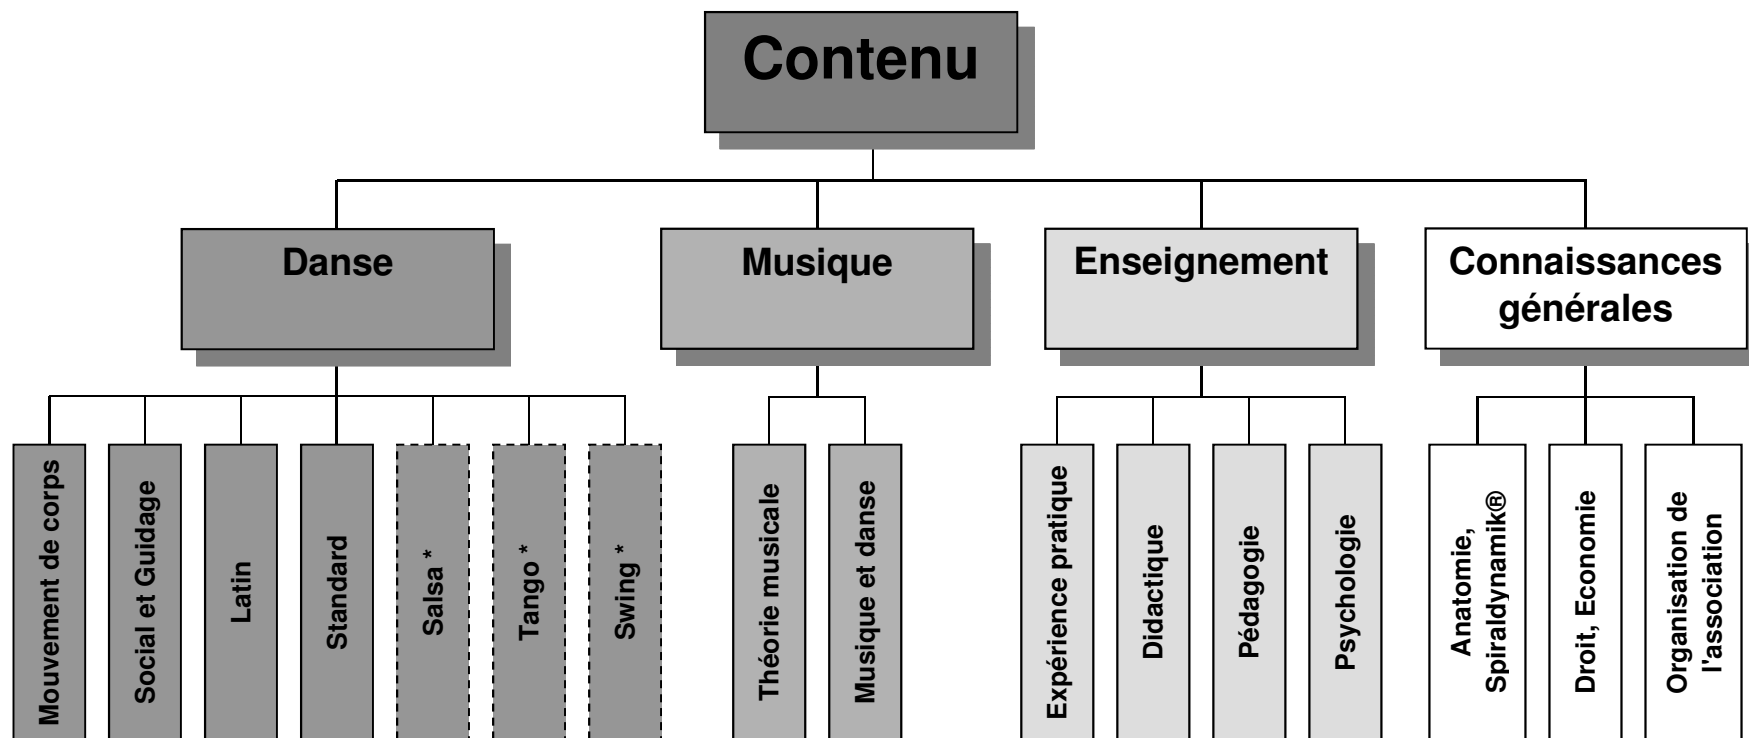 Contenu
Danse
Musique
Enseignement
Connaissances
générales
Mouvement de corps
Social et Guidage
Latin
Standard
Salsa *
Tango *
Swing *
Théorie musicale
Musique et danse
Expérience pratique
Didactique
Pédagogie
Psychologie
Anatomie,
Spiraldynamik®
Droit, Economie
Organisation de
l'association